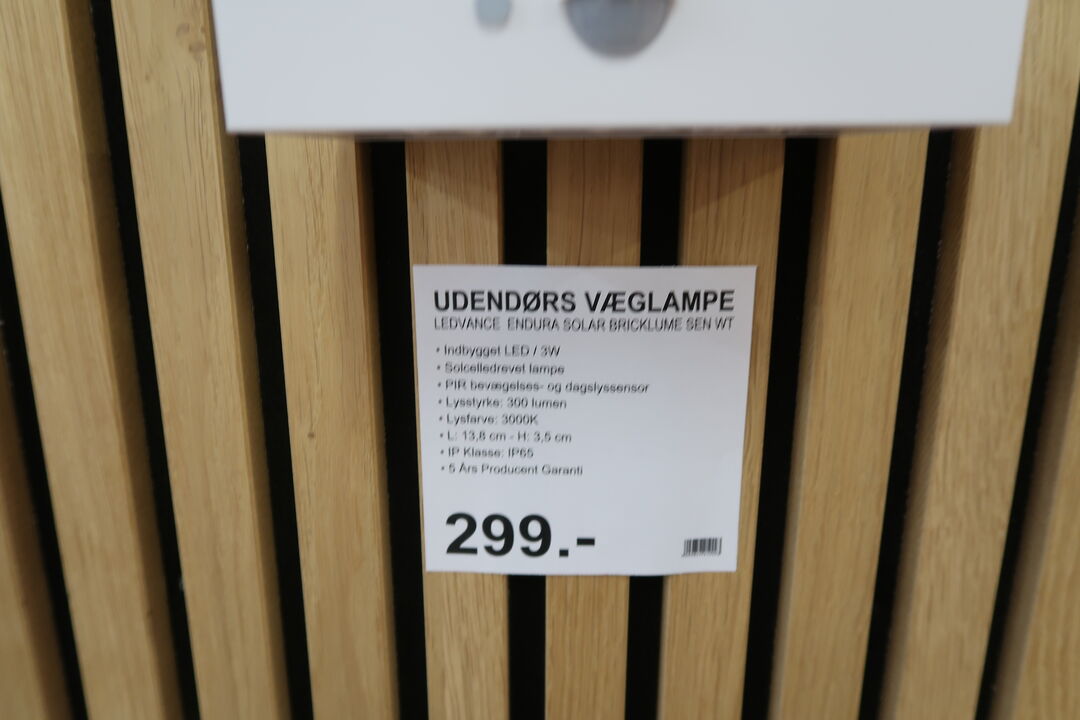 UDENDØRS VÆGLAMPE
LEDVANCE ENDURA SOLAR BRICKLUME SEN WT
• Indbygget LED / 3W
• Solcelledrevet lampe
• PIR bevægelses- og dagslyssensor
• Lysstyrke: 300 lumen
• Lysfarve: 3000K
• L: 13,8 cm - H: 3,5 cm
• IP Klasse: IP65
• 5 Års Producent Garanti
299.-